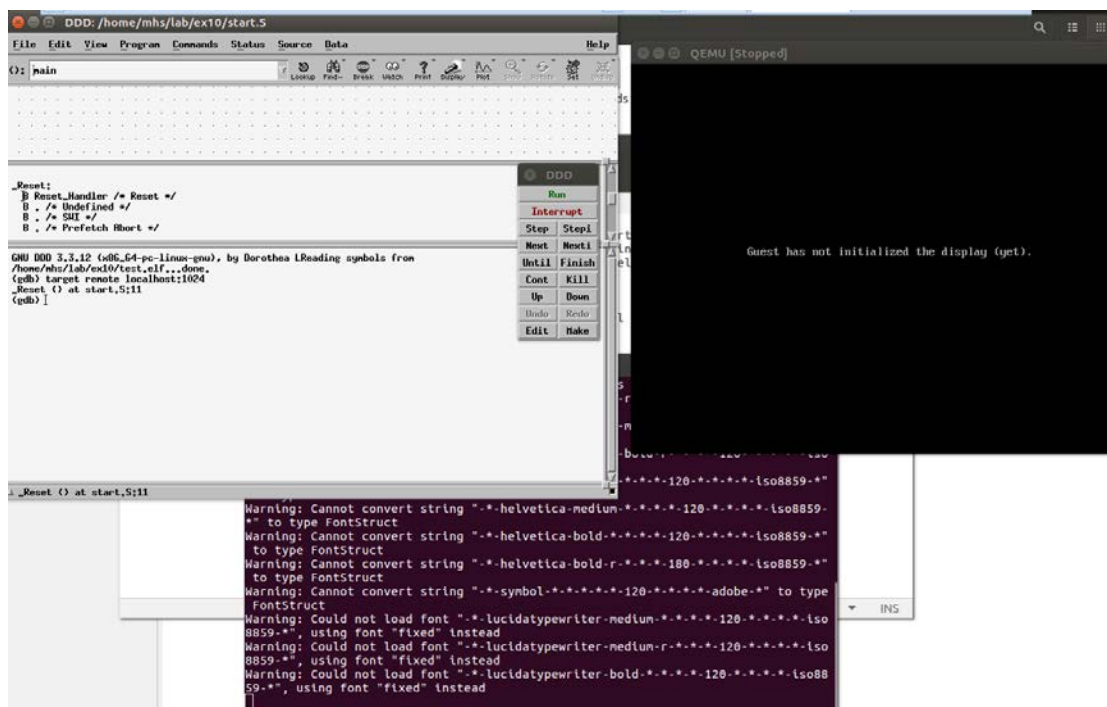 DDD: /home/mhs/lab/ex10/start.S
File Edit View Program Commands Status Source Data Help
(): main
Lookup Find» Break Watch Print Display Plot Set
QEMU [Stopped]
_Reset:
B Reset_Handler /* Reset */
B . /* Undefined */
B . /* SWI */
B . /* Prefetch Abort */
DDD
Run
Interrupt
Step Stepi
Next Nexti
Until Finish
Cont Kill
Up Down
Undo Redo
Edit Make
GNU DDD 3.3.12 (x86_64-pc-linux-gnu), by Dorothea LReading symbols from
/home/mhs/lab/ex10/test.elf...done.
(gdb) target remote localhost:1024
_Reset () at start.S:11
(gdb)
_Reset () at start.S:11
Guest has not initialized the display (yet).
-*-*-*-120-*-*-*-*-iso8859-*"
Warning: Cannot convert string "-*-helvetica-medium-*-*-*-*-120-*-*-*-*-iso8859-
*" to type FontStruct
Warning: Cannot convert string "-*-helvetica-bold-*-*-*-*-120-*-*-*-*-iso8859-*"
to type FontStruct
Warning: Cannot convert string "-*-helvetica-bold-r-*-*-*-180-*-*-*-*-iso8859-*"
to type FontStruct
Warning: Cannot convert string "-*-symbol-*-*-*-*-*-120-*-*-*-*-adobe-*" to type
FontStruct
Warning: Could not load font "-*-lucidatypewriter-medium-*-*-*-*-120-*-*-*-*-iso
8859-*", using font "fixed" instead
Warning: Could not load font "-*-lucidatypewriter-medium-r-*-*-*-120-*-*-*-*-iso
8859-*", using font "fixed" instead
Warning: Could not load font "-*-lucidatypewriter-bold-*-*-*-*-120-*-*-*-*-iso88
59-*", using font "fixed" instead
INS